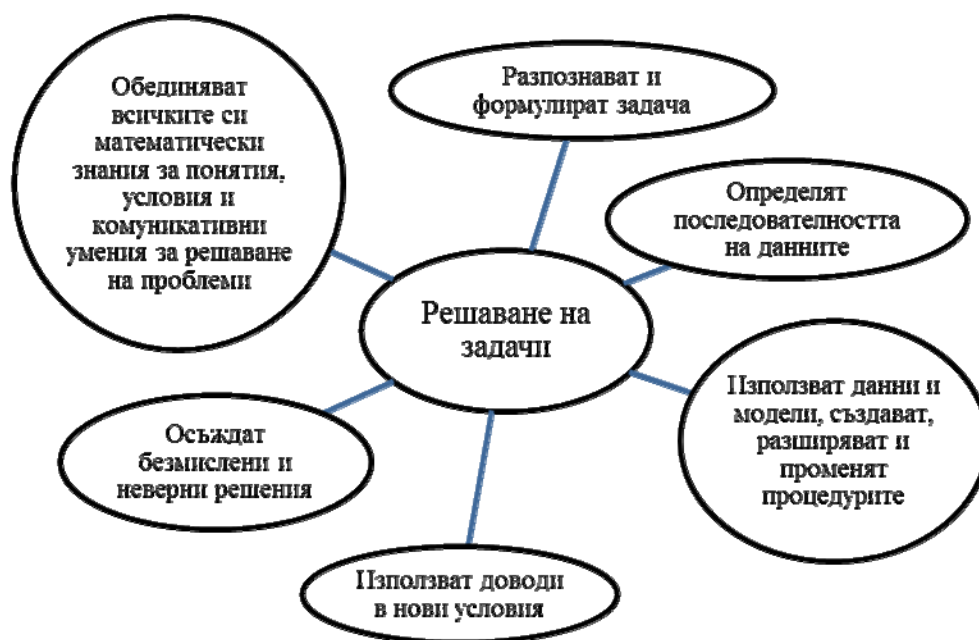 Обединяват
всичките си
математически
знания за понятия,
условия и
комуникативни
умения за решаване
на проблеми
Разпознават и
формулират задача
Определят
последователността
на данните
Решаване на
задачи
Използват данни и
модели, създават,
разширяват и
променят
процедурите
Осъждат
безмислени и
неверни решения
Използват доводи
в нови условия